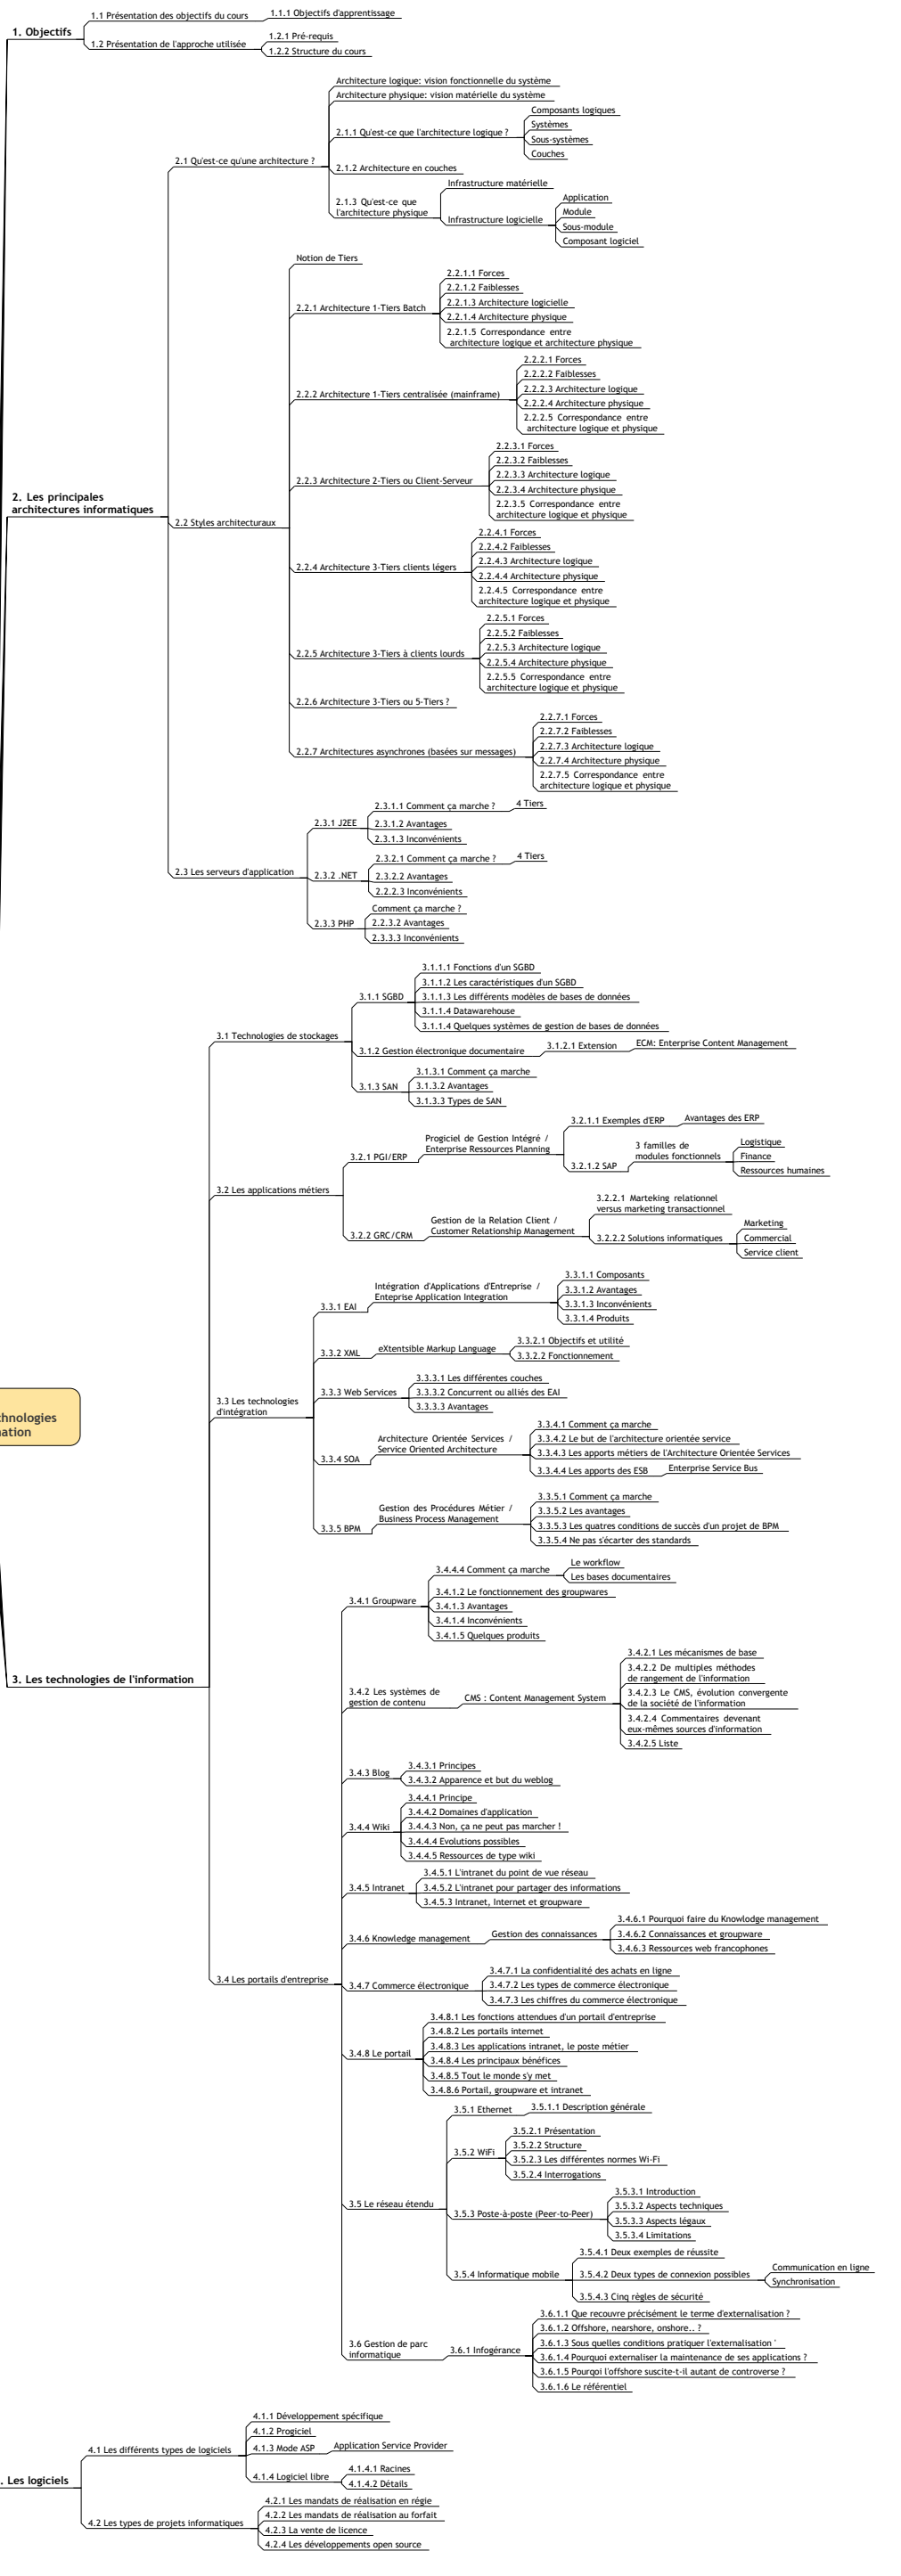 1. Objectifs
1.1 Présentation des objectifs du cours
1.1.1 Objectifs d'apprentissage
1.2 Présentation de l'approche utilisée
1.2.1 Pré-requis
1.2.2 Structure du cours
2. Les principales
architectures informatiques
2.1 Qu'est-ce qu'une architecture ?
Architecture logique: vision fonctionnelle du système
Architecture physique: vision matérielle du système
2.1.1 Qu'est-ce que l'architecture logique ?
Composants logiques
Systèmes
Sous-systèmes
Couches
2.1.2 Architecture en couches
2.1.3 Qu'est-ce que
l'architecture physique
Infrastructure matérielle
Infrastructure logicielle
Application
Module
Sous-module
Composant logiciel
2.2 Styles architecturaux
Notion de Tiers
2.2.1 Architecture 1-Tiers Batch
2.2.1.1 Forces
2.2.1.2 Faiblesses
2.2.1.3 Architecture logicielle
2.2.1.4 Architecture physique
2.2.1.5 Correspondance entre
architecture logique et architecture physique
2.2.2 Architecture 1-Tiers centralisée (mainframe)
2.2.2.1 Forces
2.2.2.2 Faiblesses
2.2.2.3 Architecture logique
2.2.2.4 Architecture physique
2.2.2.5 Correspondance entre
architecture logique et physique
2.2.3 Architecture 2-Tiers ou Client-Serveur
2.2.3.1 Forces
2.2.3.2 Faiblesses
2.2.3.3 Architecture logique
2.2.3.4 Architecture physique
2.2.3.5 Correspondance entre
architecture logique et physique
2.2.4 Architecture 3-Tiers clients légers
2.2.4.1 Forces
2.2.4.2 Faiblesses
2.2.4.3 Architecture logique
2.2.4.4 Architecture physique
2.2.4.5 Correspondance entre
architecture logique et physique
2.2.5 Architecture 3-Tiers à clients lourds
2.2.5.1 Forces
2.2.5.2 Faiblesses
2.2.5.3 Architecture logique
2.2.5.4 Architecture physique
2.2.5.5 Correspondance entre
architecture logique et physique
2.2.6 Architecture 3-Tiers ou 5-Tiers ?
2.2.7 Architectures asynchrones (basées sur messages)
2.2.7.1 Forces
2.2.7.2 Faiblesses
2.2.7.3 Architecture logique
2.2.7.4 Architecture physique
2.2.7.5 Correspondance entre
architecture logique et physique
2.3 Les serveurs d'application
2.3.1 J2EE
2.3.1.1 Comment ça marche ?
4 Tiers
2.3.1.2 Avantages
2.3.1.3 Inconvénients
2.3.2 .NET
2.3.2.1 Comment ça marche ?
4 Tiers
2.3.2.2 Avantages
2.2.2.3 Inconvénients
2.3.3 PHP
Comment ça marche ?
2.2.3.2 Avantages
2.3.3.3 Inconvénients
chnologies
nation
3. Les technologies de l'information
3.1 Technologies de stockages
3.1.1 SGBD
3.1.1.1 Fonctions d'un SGBD
3.1.1.2 Les caractéristiques d'un SGBD
3.1.1.3 Les différents modèles de bases de données
3.1.1.4 Datawarehouse
3.1.1.4 Quelques systèmes de gestion de bases de données
3.1.2 Gestion électronique documentaire
3.1.2.1 Extension
ECM: Enterprise Content Management
3.1.3 SAN
3.1.3.1 Comment ça marche
3.1.3.2 Avantages
3.1.3.3 Types de SAN
3.2 Les applications métiers
3.2.1 PGI/ERP
Progiciel de Gestion Intégré /
Enterprise Ressources Planning
3.2.1.1 Exemples d'ERP
Avantages des ERP
3.2.1.2 SAP
3 familles de
modules fonctionnels
Logistique
Finance
Ressources humaines
3.2.2 GRC/CRM
Gestion de la Relation Client /
Customer Relationship Management
3.2.2.1 Marteking relationnel
versus marketing transactionnel
3.2.2.2 Solutions informatiques
Marketing
Commercial
Service client
3.3 Les technologies
d'intégration
3.3.1 EAI
Intégration d'Applications d'Entreprise /
Enteprise Application Integration
3.3.1.1 Composants
3.3.1.2 Avantages
3.3.1.3 Inconvénients
3.3.1.4 Produits
3.3.2 XML
eXtentsible Markup Language
3.3.2.1 Objectifs et utilité
3.3.2.2 Fonctionnement
3.3.3 Web Services
3.3.3.1 Les différentes couches
3.3.3.2 Concurrent ou alliés des EAI
3.3.3.3 Avantages
3.3.4 SOA
Architecture Orientée Services /
Service Oriented Architecture
3.3.4.1 Comment ça marche
3.3.4.2 Le but de l'architecture orientée service
3.3.4.3 Les apports métiers de l'Architecture Orientée Services
3.3.4.4 Les apports des ESB
Enterprise Service Bus
3.3.5 BPM
Gestion des Procédures Métier /
Business Process Management
3.3.5.1 Comment ça marche
3.3.5.2 Les avantages
3.3.5.3 Les quatres conditions de succès d'un projet de BPM
3.3.5.4 Ne pas s'écarter des standards
3.4 Les portails d'entreprise
3.4.1 Groupware
3.4.4.4 Comment ça marche
Le workflow
Les bases documentaires
3.4.1.2 Le fonctionnement des groupwares
3.4.1.3 Avantages
3.4.1.4 Inconvénients
3.4.1.5 Quelques produits
3.4.2 Les systèmes de
gestion de contenu
CMS : Content Management System
3.4.2.1 Les mécanismes de base
3.4.2.2 De multiples méthodes
de rangement de l'information
3.4.2.3 Le CMS, évolution convergente
de la société de l'information
3.4.2.4 Commentaires devenant
eux-mêmes sources d'information
3.4.2.5 Liste
3.4.3 Blog
3.4.3.1 Principes
3.4.3.2 Apparence et but du weblog
3.4.4 Wiki
3.4.4.1 Principe
3.4.4.2 Domaines d'application
3.4.4.3 Non, ça ne peut pas marcher !
3.4.4.4 Evolutions possibles
3.4.4.5 Ressources de type wiki
3.4.5 Intranet
3.4.5.1 L'intranet du point de vue réseau
3.4.5.2 L'intranet pour partager des informations
3.4.5.3 Intranet, Internet et groupware
3.4.6 Knowledge management
Gestion des connaissances
3.4.6.1 Pourquoi faire du Knowlodge management
3.4.6.2 Connaissances et groupware
3.4.6.3 Ressources web francophones
3.4.7 Commerce électronique
3.4.7.1 La confidentialité des achats en ligne
3.4.7.2 Les types de commerce électronique
3.4.7.3 Les chiffres du commerce électronique
3.4.8 Le portail
3.4.8.1 Les fonctions attendues d'un portail d'entreprise
3.4.8.2 Les portails internet
3.4.8.3 Les applications intranet, le poste métier
3.4.8.4 Les principaux bénéfices
3.4.8.5 Tout le monde s'y met
3.4.8.6 Portail, groupware et intranet
3.5 Le réseau étendu
3.5.1 Ethernet
3.5.1.1 Description générale
3.5.2 WiFi
3.5.2.1 Présentation
3.5.2.2 Structure
3.5.2.3 Les différentes normes Wi-Fi
3.5.2.4 Interrogations
3.5.3 Poste-à-poste (Peer-to-Peer)
3.5.3.1 Introduction
3.5.3.2 Aspects techniques
3.5.3.3 Aspects légaux
3.5.3.4 Limitations
3.5.4 Informatique mobile
3.5.4.1 Deux exemples de réussite
3.5.4.2 Deux types de connexion possibles
Communication en ligne
Synchronisation
3.5.4.3 Cinq règles de sécurité
3.6 Gestion de parc
informatique
3.6.1 Infogérance
3.6.1.1 Que recouvre précisément le terme d'externalisation ?
3.6.1.2 Offshore, nearshore, onshore.. ?
3.6.1.3 Sous quelles conditions pratiquer l'externalisation '
3.6.1.4 Pourquoi externaliser la maintenance de ses applications ?
3.6.1.5 Pourqoi l'offshore suscite-t-il autant de controverse ?
3.6.1.6 Le référentiel
. Les logiciels
4.1 Les différents types de logiciels
4.1.1 Développement spécifique
4.1.2 Progiciel
4.1.3 Mode ASP
Application Service Provider
4.1.4 Logiciel libre
4.1.4.1 Racines
4.1.4.2 Détails
4.2 Les types de projets informatiques
4.2.1 Les mandats de réalisation en régie
4.2.2 Les mandats de réalisation au forfait
4.2.3 La vente de licence
4.2.4 Les développements open source